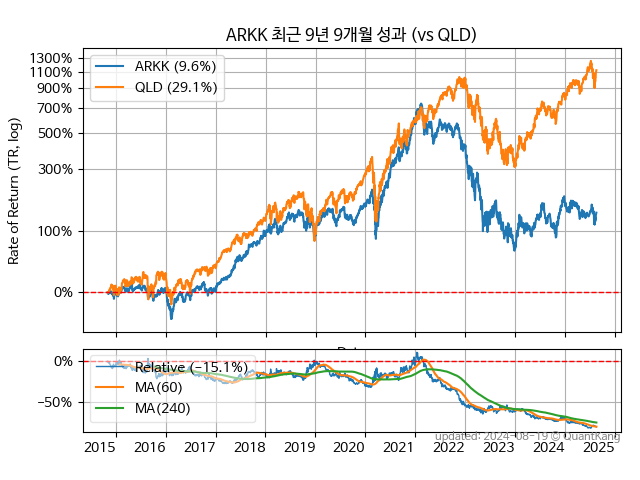 ARKK 최근 9년 9개월 성과 (vs QLD)
1300%
1100%
900%
700%
500%
300%
100%
0%
Rate of Return (TR, log)
ARKK (9.6%)
QLD (29.1%)
0%
−50%
Relative (−15.1%)
MA(60)
MA(240)
updated: 2024-08-19 © QuantKang
2015 2016 2017 2018 2019 2020 2021 2022 2023 2024 2025